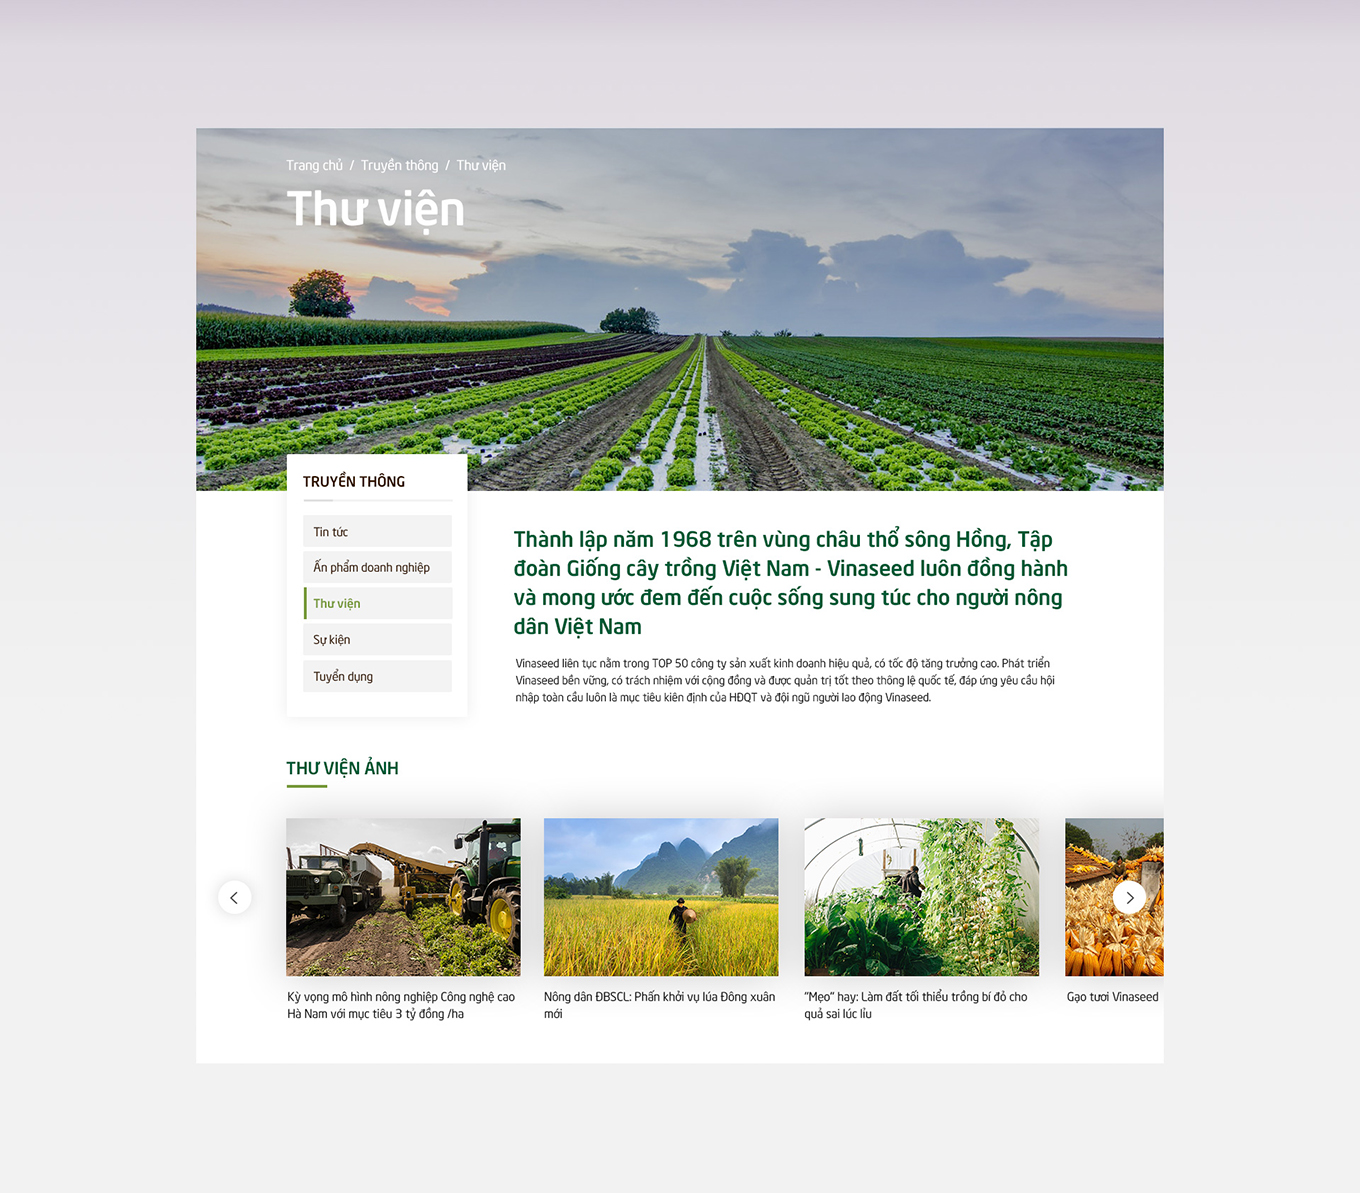 Trang chủ / Truyền thông / Thư viện
Thư viện
TRUYỀN THÔNG
Tin tức
Ấn phẩm doanh nghiệp
Thư viện
Sự kiện
Tuyển dụng
Thành lập năm 1968 trên vùng châu thổ sông Hồng, Tập
đoàn Giống cây trồng Việt Nam - Vinaseed luôn đồng hành
và mong ước đem đến cuộc sống sung túc cho người nông
dân Việt Nam
Vinaseed liên tục nằm trong TOP 50 công ty sản xuất kinh doanh hiệu quả, có tốc độ tăng trưởng cao. Phát triển
Vinaseed bền vững, có trách nhiệm với cộng đồng và được quản trị tốt theo thông lệ quốc tế, đáp ứng yêu cầu hội
nhập toàn cầu luôn là mục tiêu kiên định của HĐQT và đội ngũ người lao động Vinaseed.
THƯ VIỆN ẢNH
Kỳ vọng mô hình nông nghiệp Công nghệ cao
Hà Nam với mục tiêu 3 tỷ đồng /ha
Nông dân ĐBSCL: Phấn khởi vụ lúa Đông xuân
mới
"Mẹo" hay: Làm đất tối thiểu trồng bí đỏ cho
quả sai lúc lỉu
Gạo tươi Vinaseed